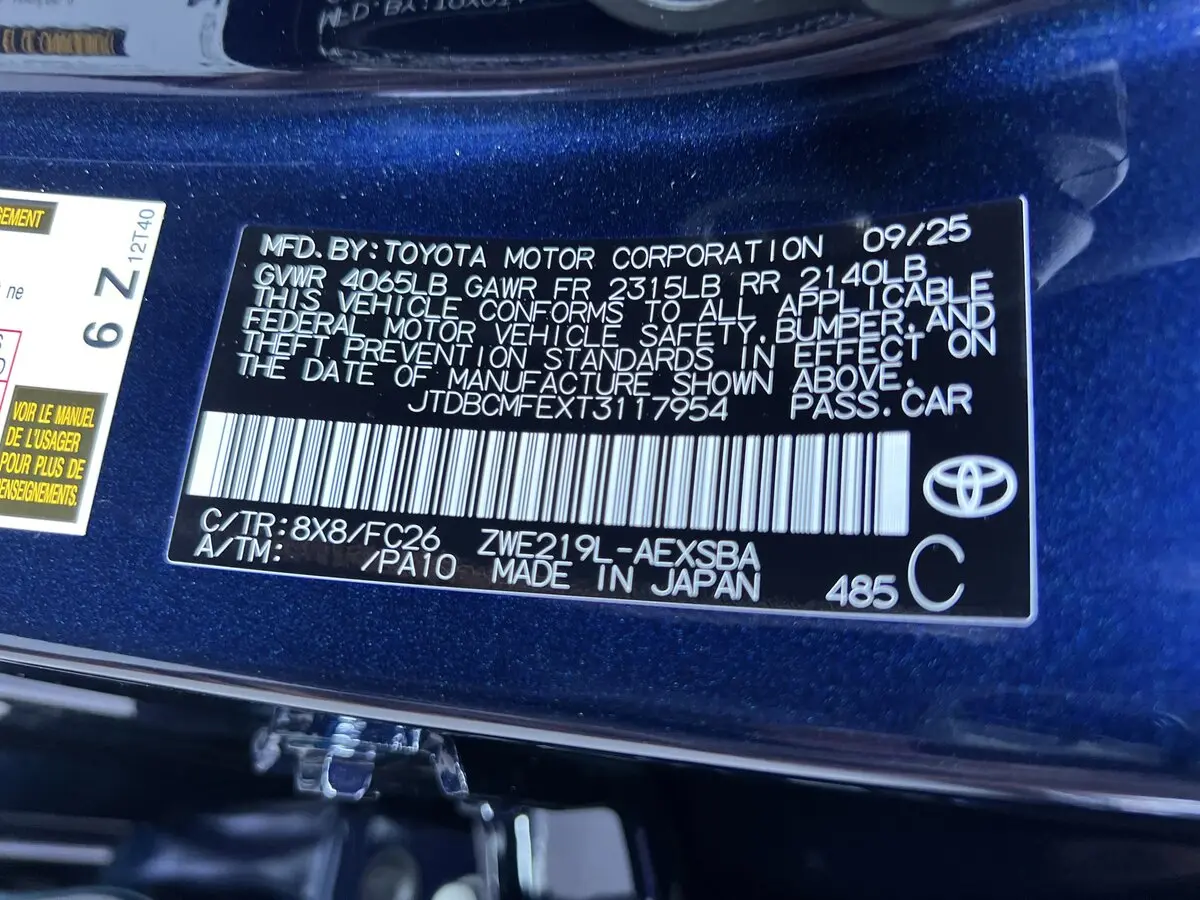 GEMENT
ne
6 Z
12T40
VOIR LE MANUEL
DE L'USAGER
POUR PLUS DE
ENSEIGNEMENTS.
MFD.BY:TOYOTA MOTOR CORPORATION 09/25
GVWR 4065LB GAWR FR 2315LB RR 2140LB
THIS VEHICLE CONFORMS TO ALL APPLICABLE
FEDERAL MOTOR VEHICLE SAFETY,BUMPER,AND
THEFT PREVENTION STANDARDS IN EFFECT ON
THE DATE OF MANUFACTURE SHOWN ABOVE.
JTDBCMFEXT3117954 PASS.CAR
C/TR:8X8/FC26 ZWE219L-AEXSBA
A/TM: /PA10 MADE IN JAPAN
485 C